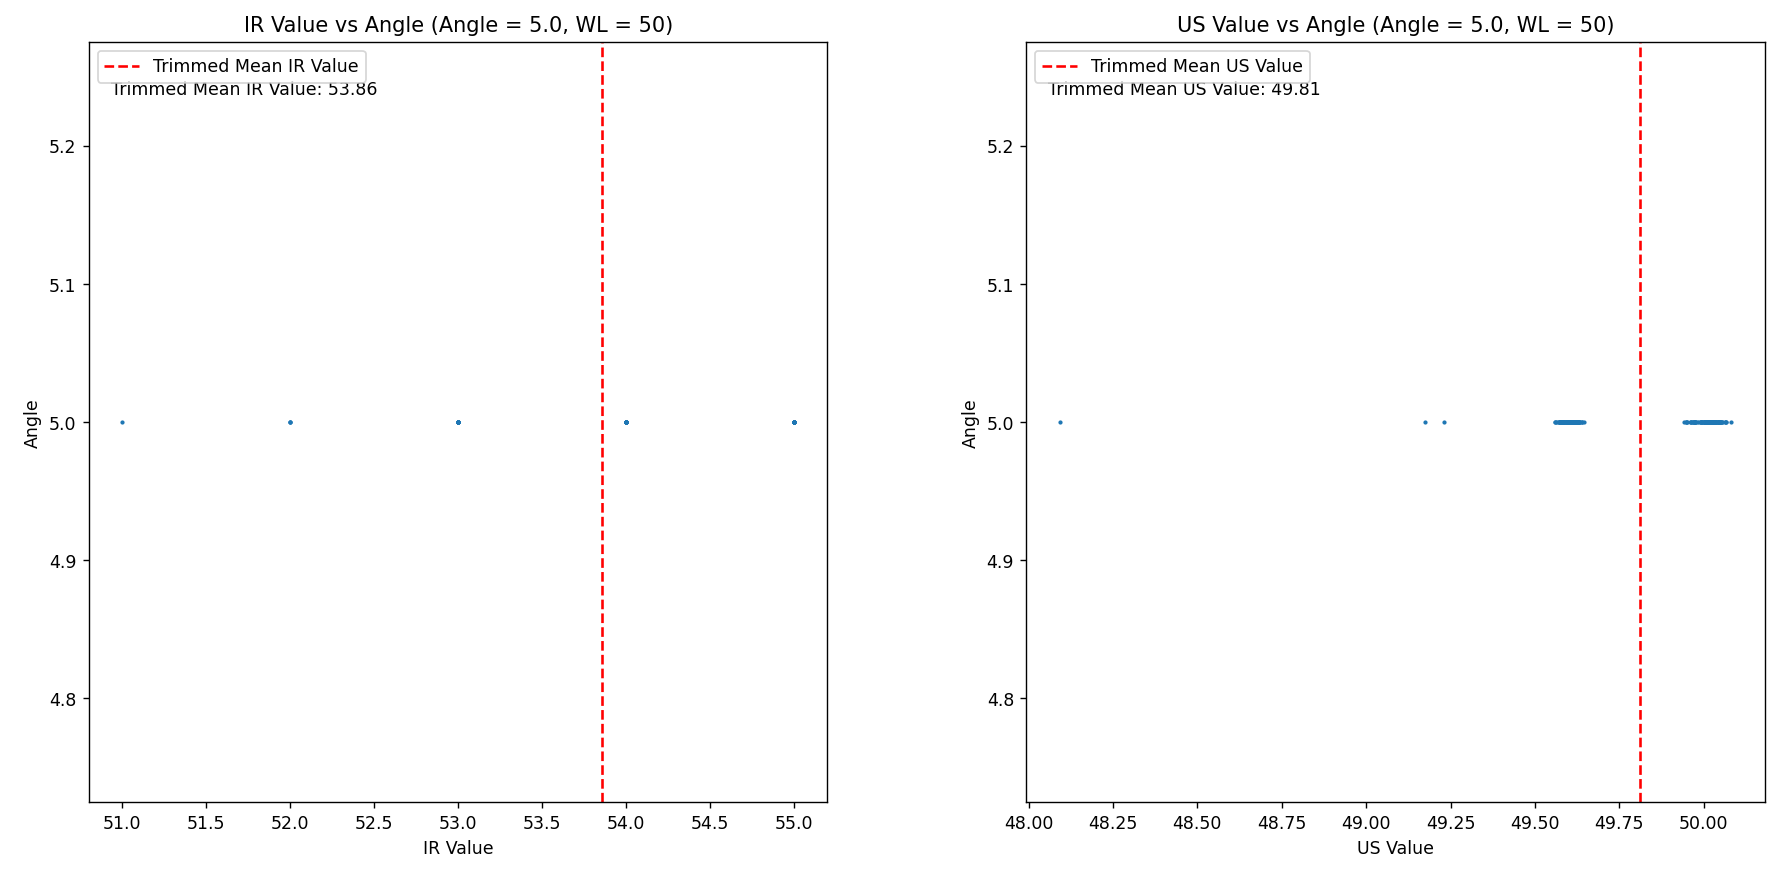 IR Value vs Angle (Angle = 5.0, WL = 50)
Trimmed Mean IR Value
Trimmed Mean IR Value: 53.86
5.2
5.1
5.0
4.9
4.8
Angle
51.0 51.5 52.0 52.5 53.0 53.5 54.0 54.5 55.0
IR Value
US Value vs Angle (Angle = 5.0, WL = 50)
Trimmed Mean US Value
Trimmed Mean US Value: 49.81
5.2
5.1
5.0
4.9
4.8
Angle
48.00 48.25 48.50 48.75 49.00 49.25 49.50 49.75 50.00
US Value